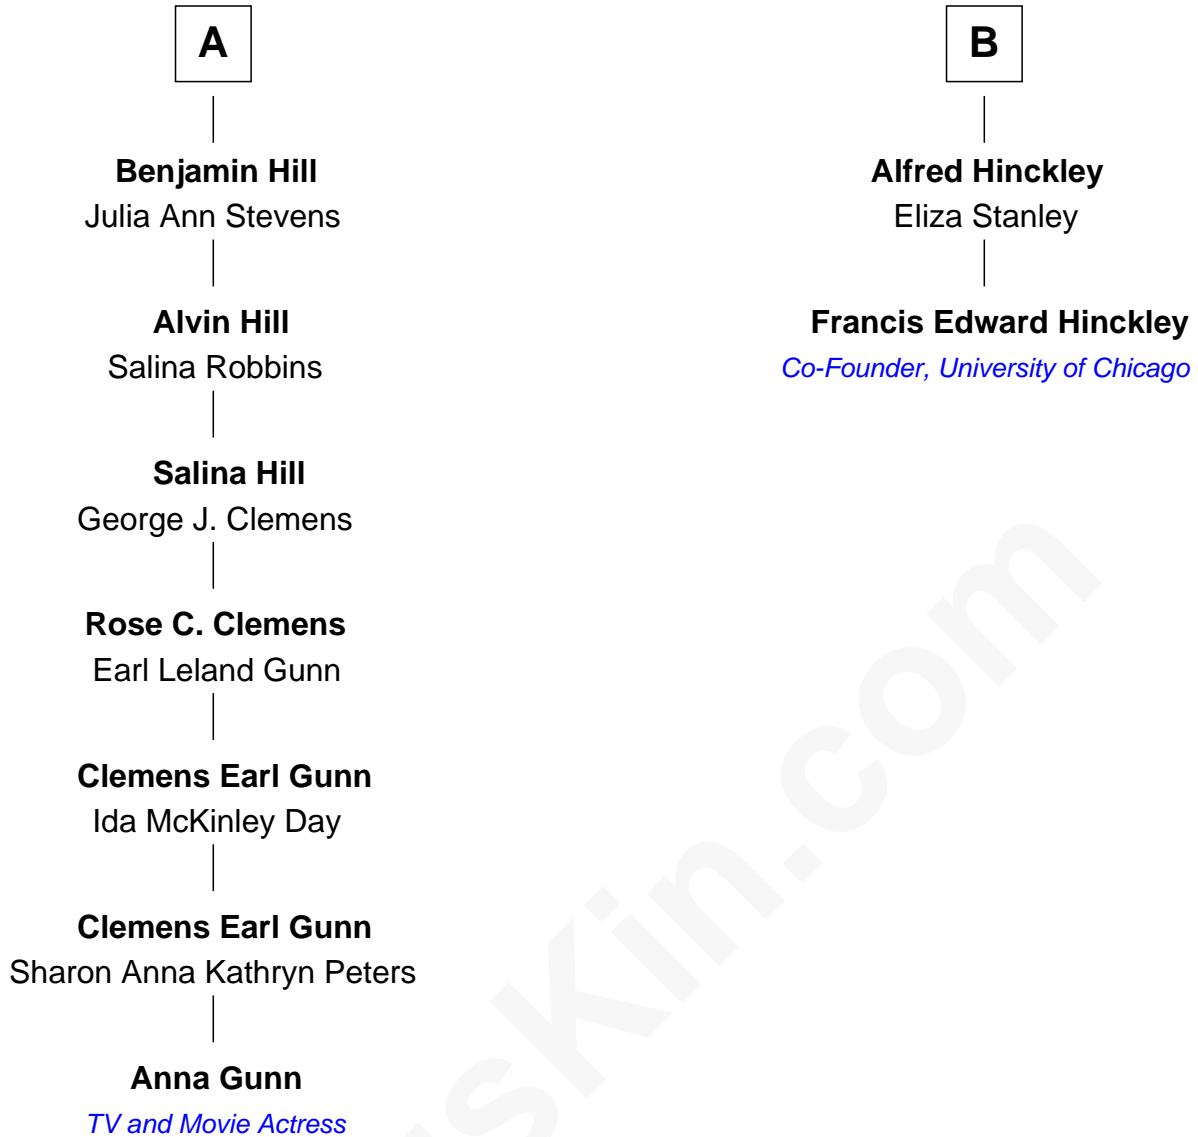 A
Benjamin Hill
Julia Ann Stevens
Alvin Hill
Salina Robbins
Salina Hill
George J. Clemens
Rose C. Clemens
Earl Leland Gunn
Clemens Earl Gunn
Ida McKinley Day
Clemens Earl Gunn
Sharon Anna Kathryn Peters
Anna Gunn
TV and Movie Actress
B
Alfred Hinckley
Eliza Stanley
Francis Edward Hinckley
Co-Founder, University of Chicago
sKin.com